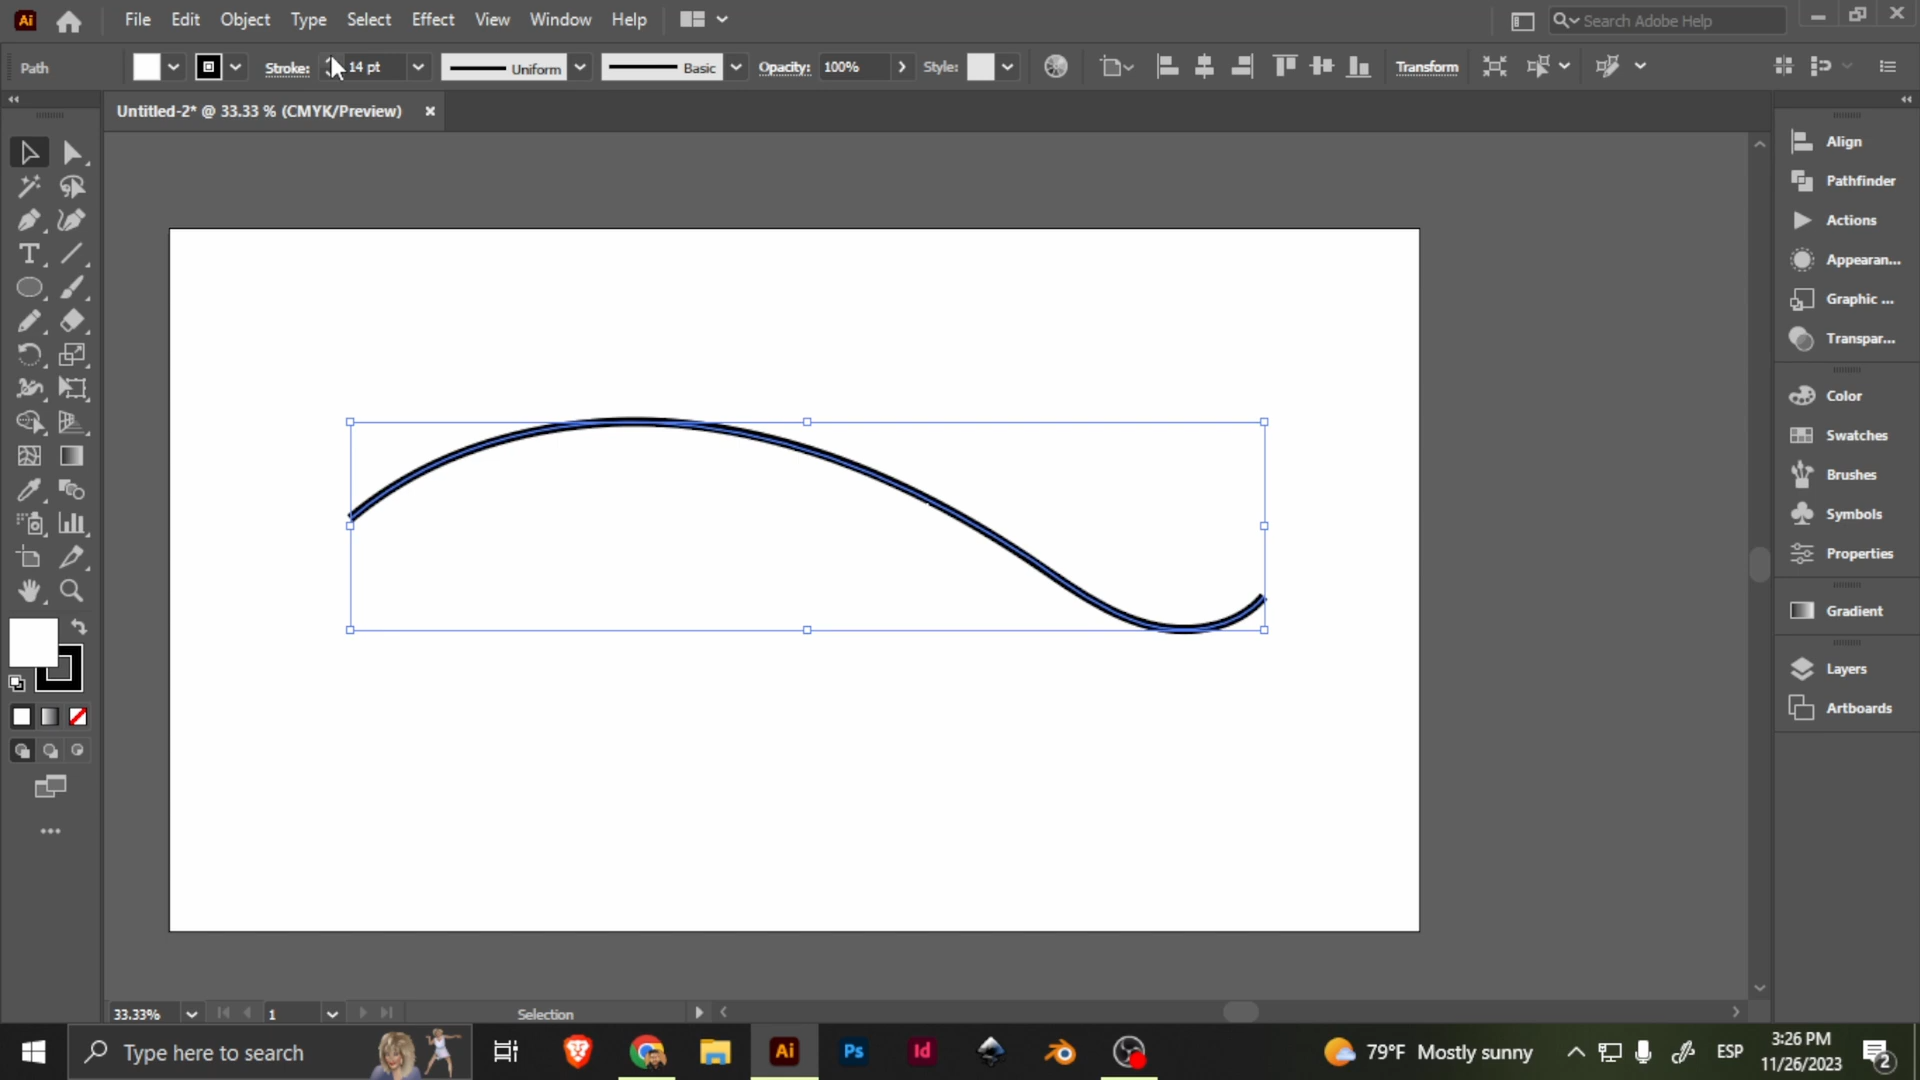 Ai File Edit Object Type Select Effect View Window Help Search Adobe Help
Path Stroke: 14 pt Uniform Basic Opacity: 100% Style: Transform
Untitled-2* @ 33.33 % (CMYK/Preview) ×
Align
Pathfinder
Actions
Appearan...
Graphic ...
Transpar...
Color
Swatches
Brushes
Symbols
Properties
Gradient
Layers
Artboards
33.33% 1 Selection
Type here to search Ai Ps Id 79°F Mostly sunny ESP 3:26 PM
11/26/2023 2